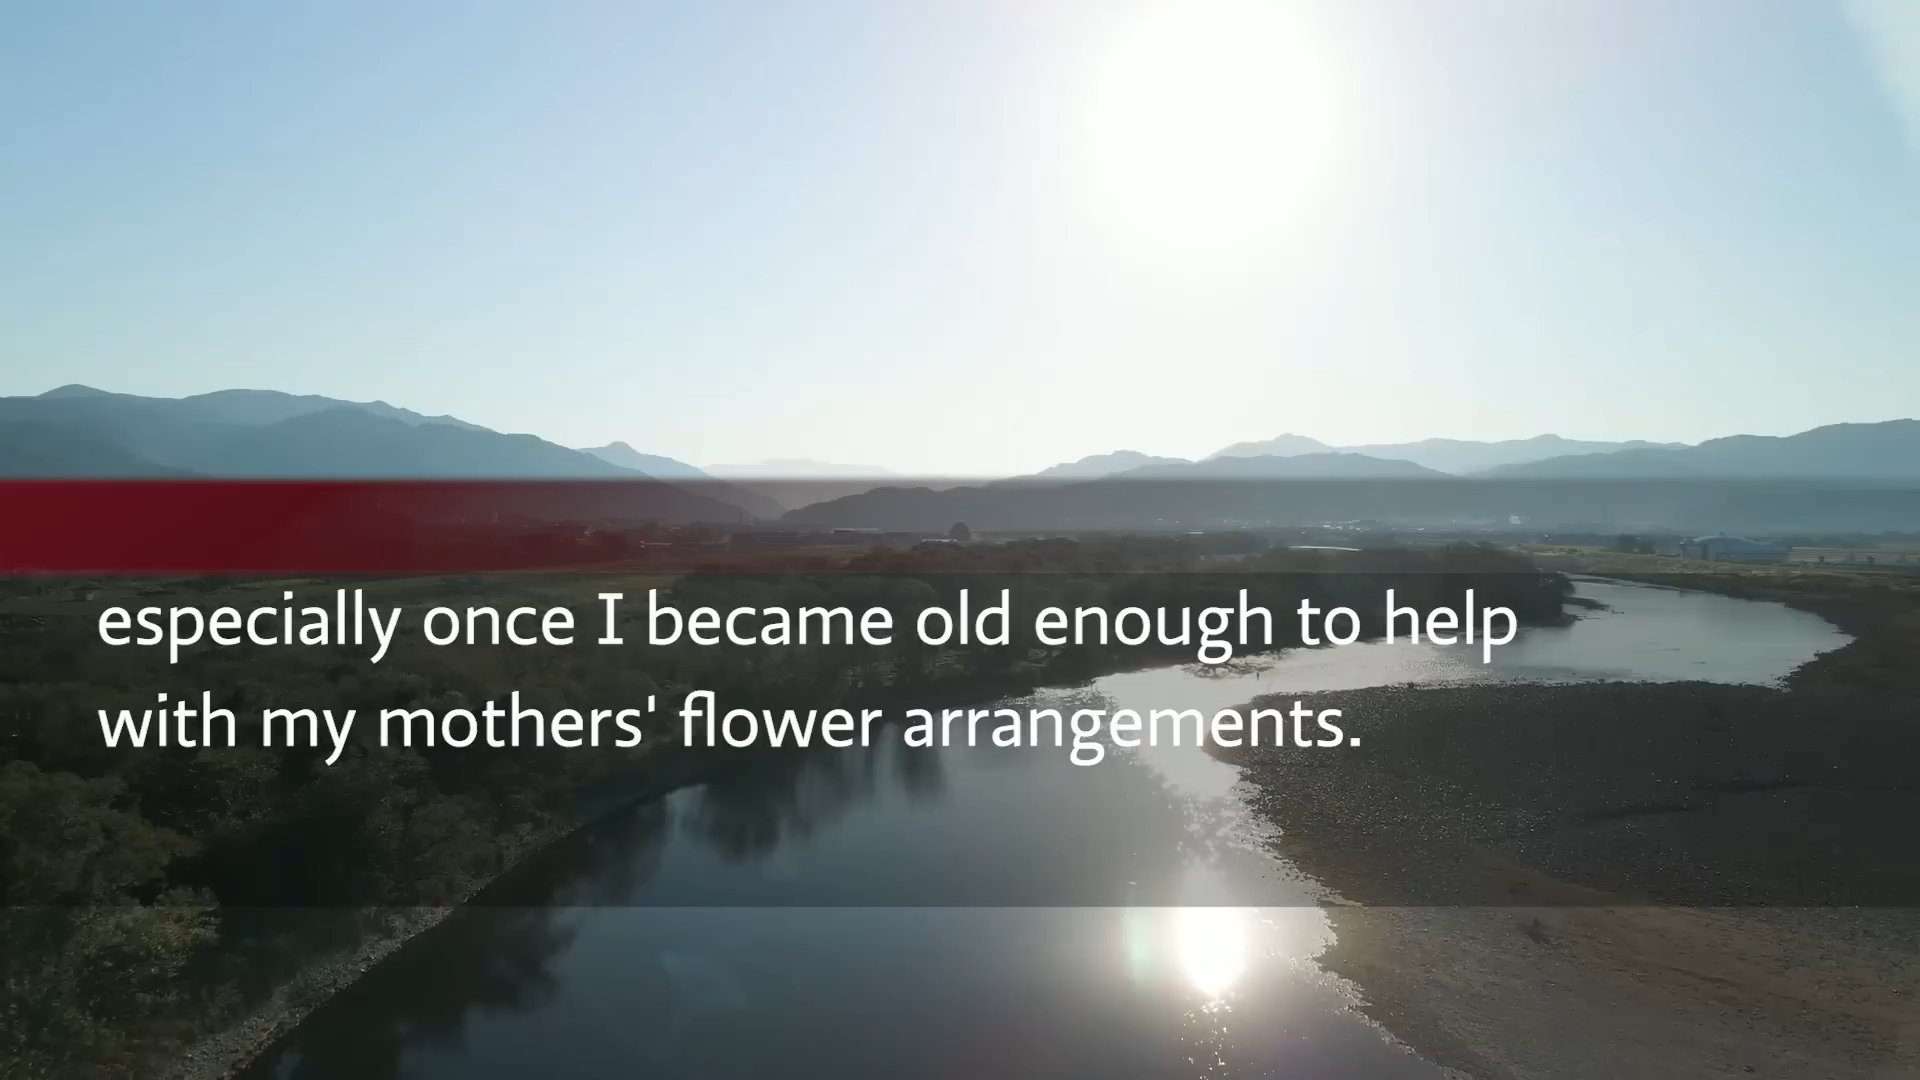 especially once I became old enough to help
with my mothers' flower arrangements.